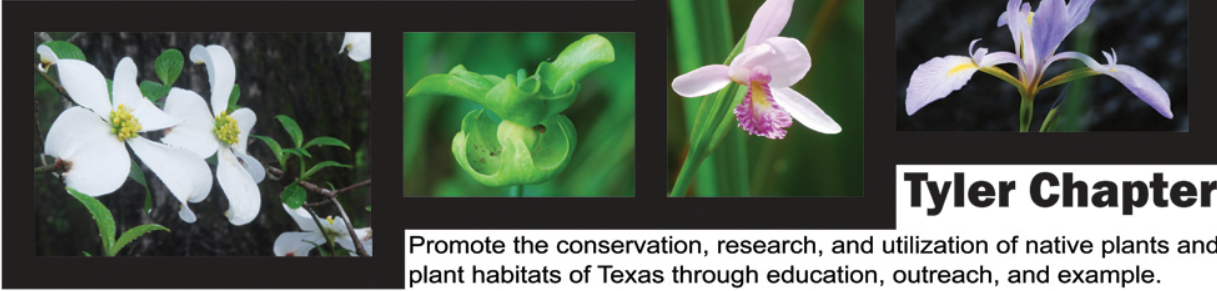 Tyler Chapter
Promote the conservation, research, and utilization of native plants and
plant habitats of Texas through education, outreach, and example.